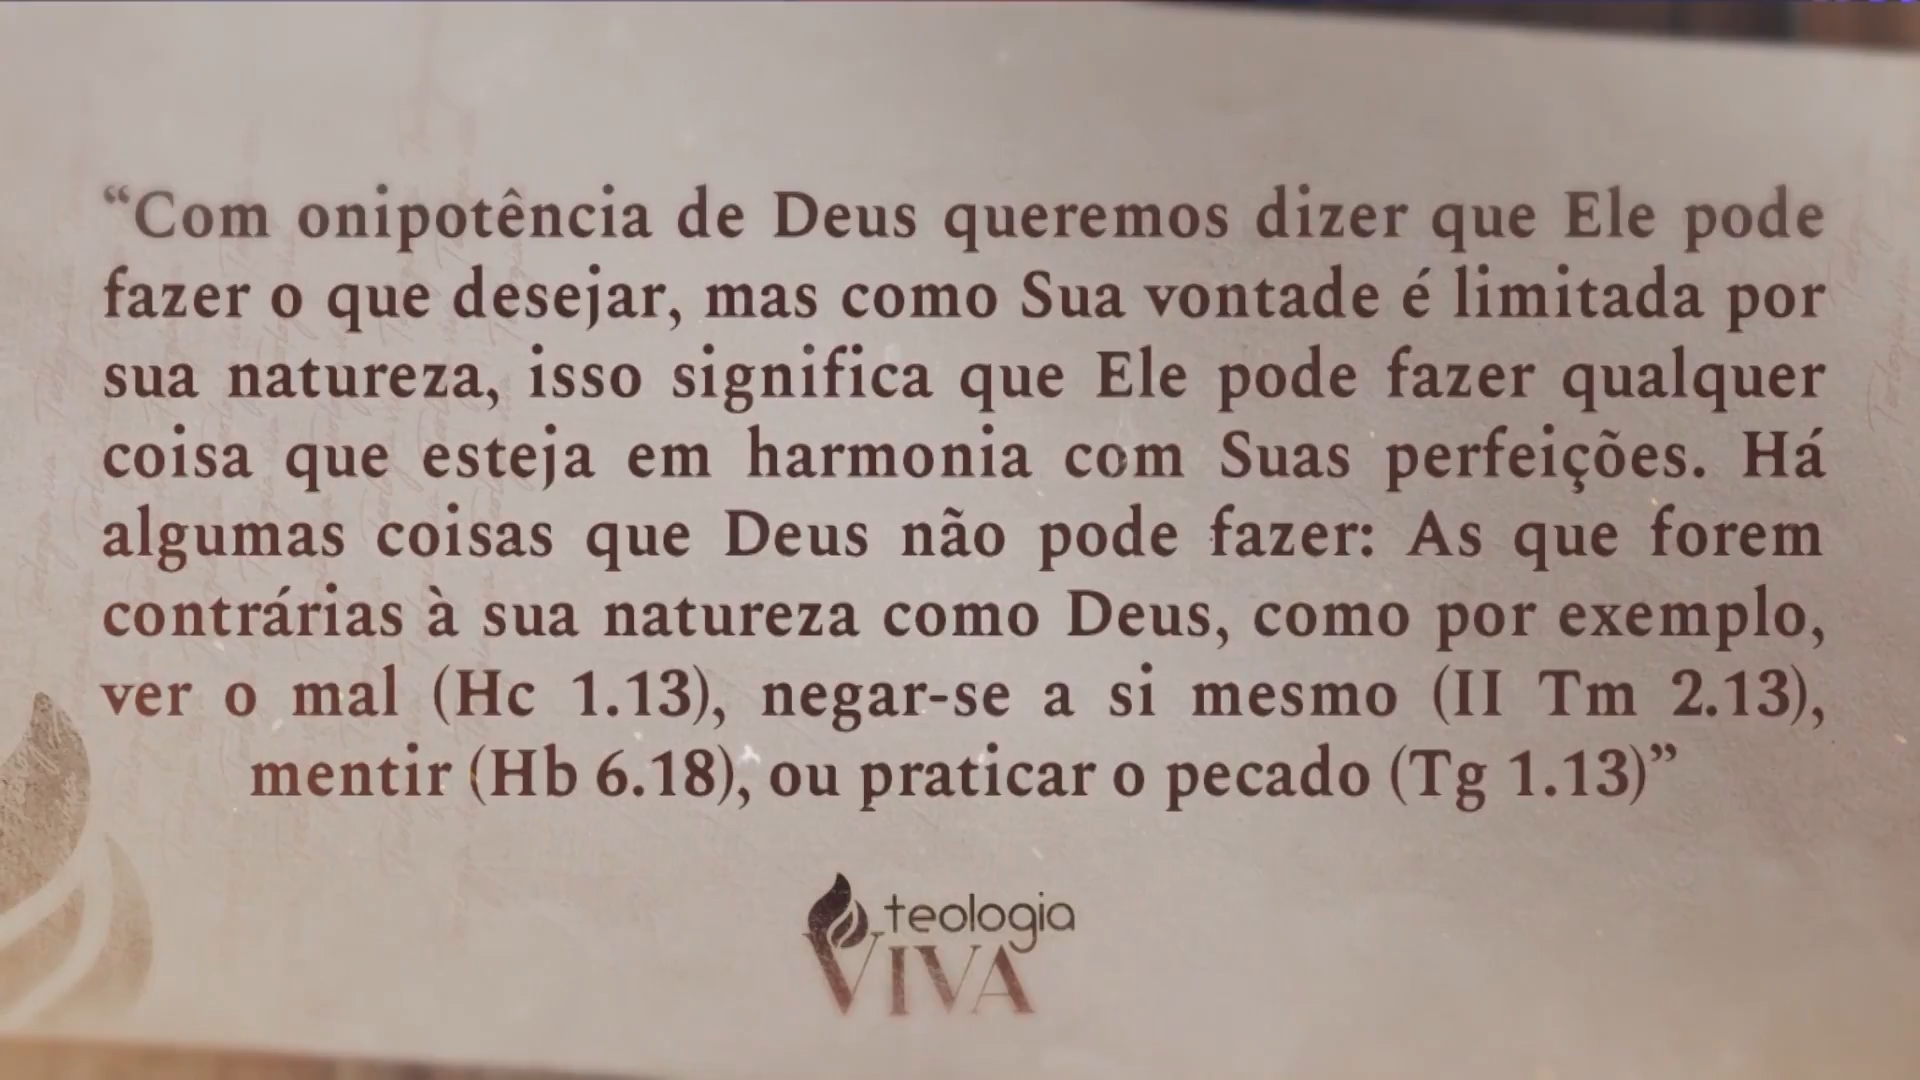 “Com onipotência de Deus queremos dizer que Ele pode
fazer o que desejar, mas como Sua vontade é limitada por
sua natureza, isso significa que Ele pode fazer qualquer
coisa que esteja em harmonia com Suas perfeições. Há
algumas coisas que Deus não pode fazer: As que forem
contrárias à sua natureza como Deus, como por exemplo,
ver o mal (Hc 1.13), negar-se a si mesmo (II Tm 2.13),
mentir (Hb 6.18), ou praticar o pecado (Tg 1.13)”
teologia
VIVA